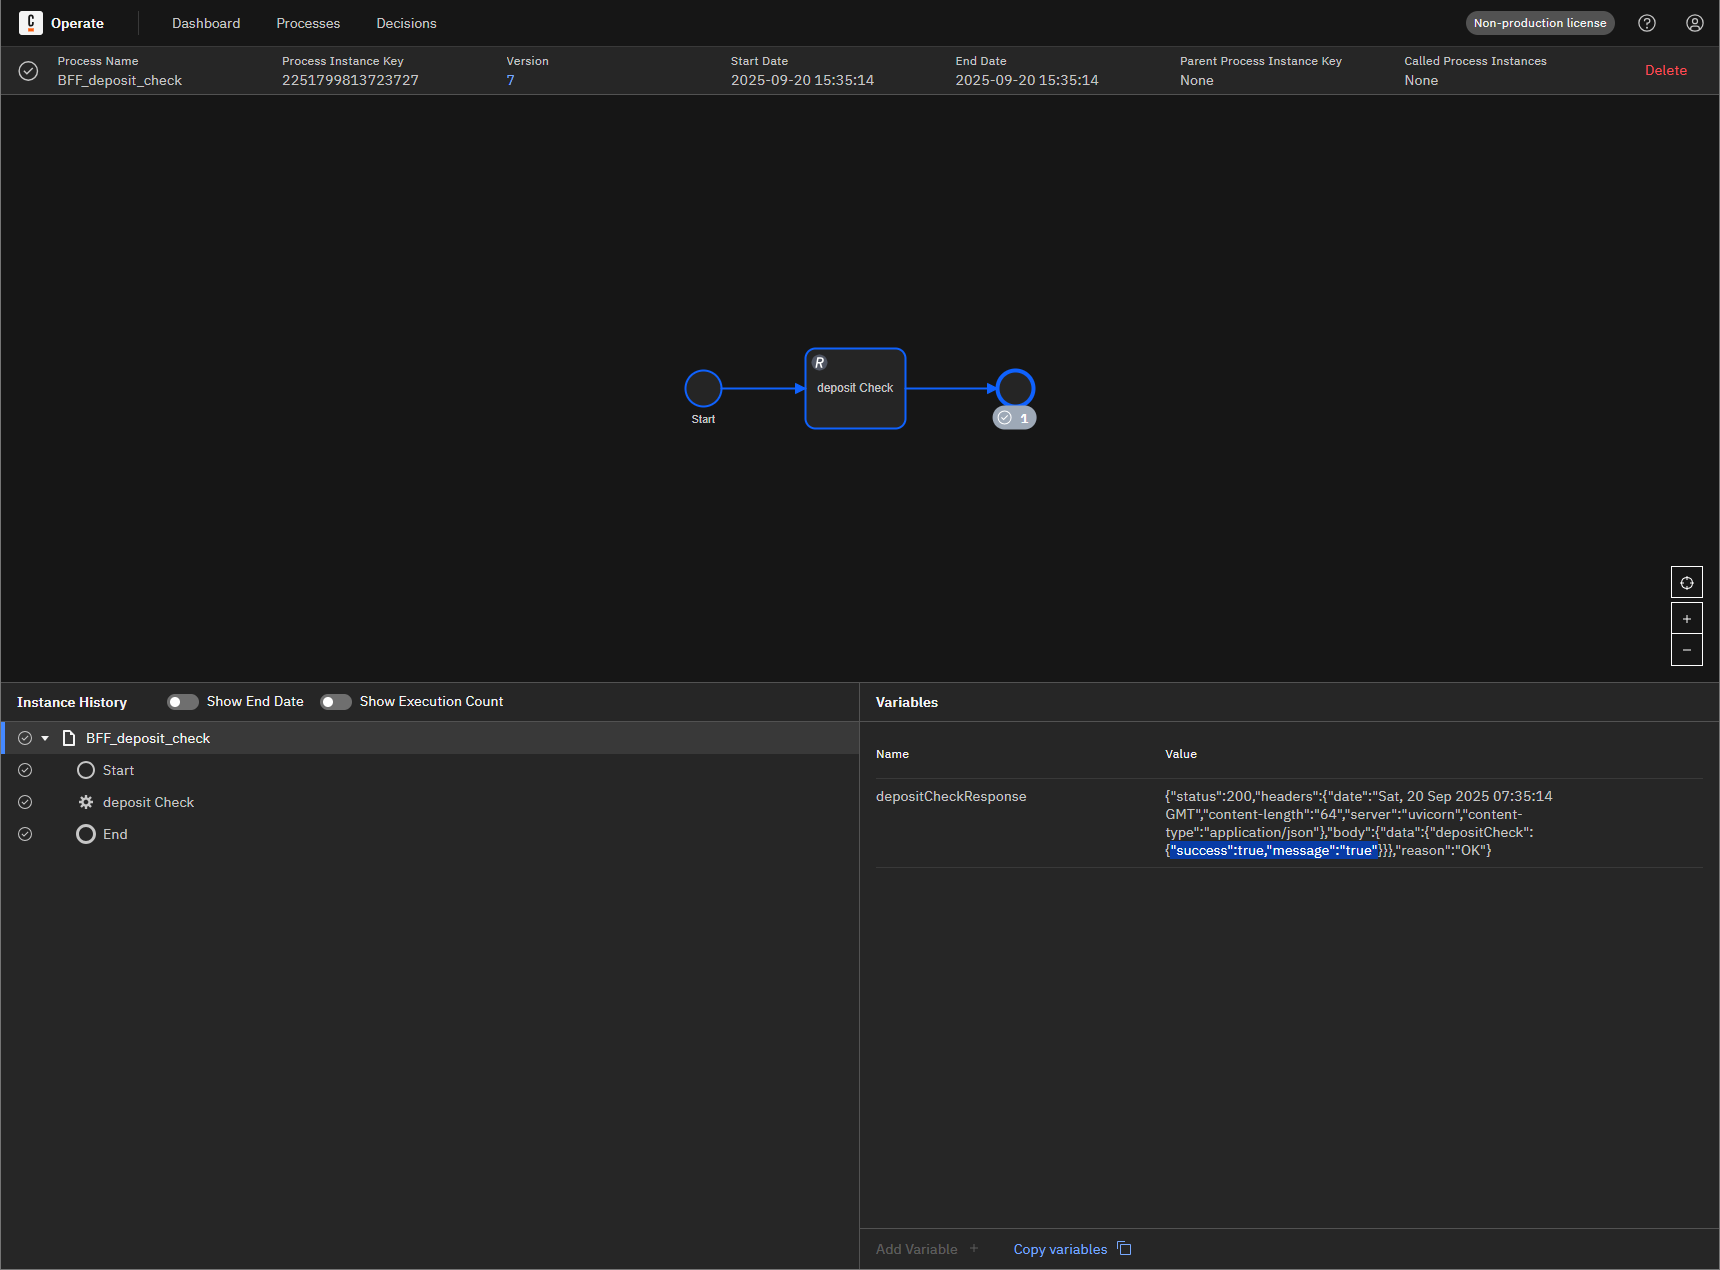 C Operate Dashboard Processes Decisions Non-production license
Process Name Process Instance Key Version Start Date End Date Parent Process Instance Key Called Process Instances
BFF_deposit_check 2251799813723727 7 2025-09-20 15:35:14 2025-09-20 15:35:14 None None Delete
R
deposit Check
Start
1
Instance History Show End Date Show Execution Count
BFF_deposit_check
Start
deposit Check
End
Variables
Name Value
depositCheckResponse {"status":200,"headers":{"date":"Sat, 20 Sep 2025 07:35:14
GMT","content-length":"64","server":"uvicorn","content-
type":"application/json"},"body":{"data":{"depositCheck":
{"success":true,"message":"true"}}},"reason":"OK"}
Add Variable + Copy variables